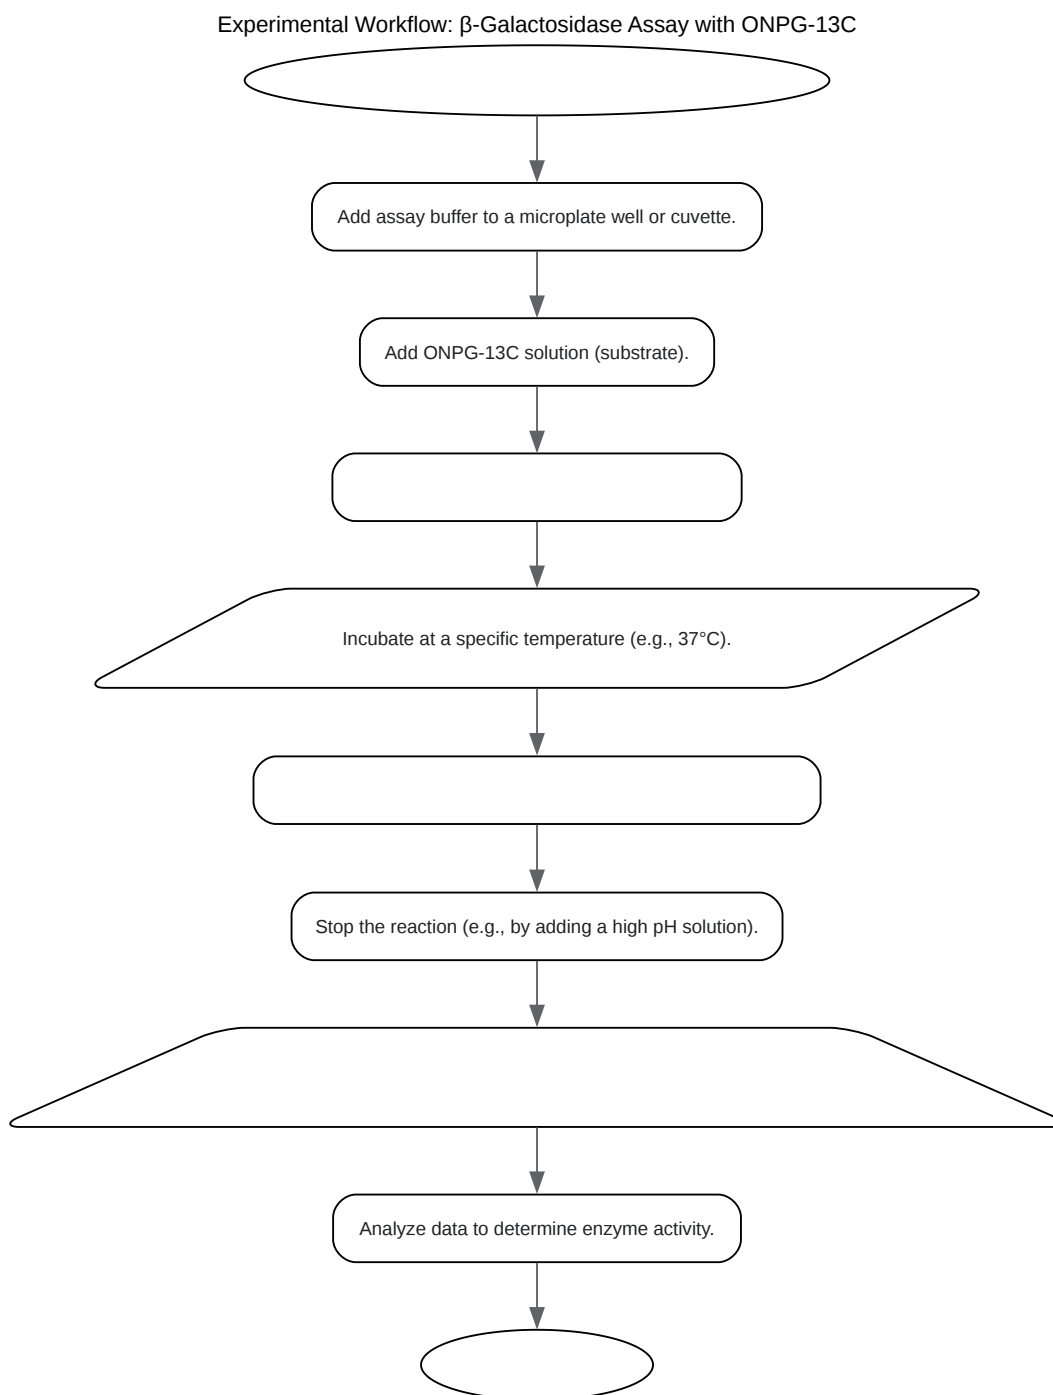 Experimental Workflow: β-Galactosidase Assay with ONPG-13C
Add assay buffer to a microplate well or cuvette.
Add ONPG-13C solution (substrate).
Incubate at a specific temperature (e.g., 37°C).
Stop the reaction (e.g., by adding a high pH solution).
Analyze data to determine enzyme activity.